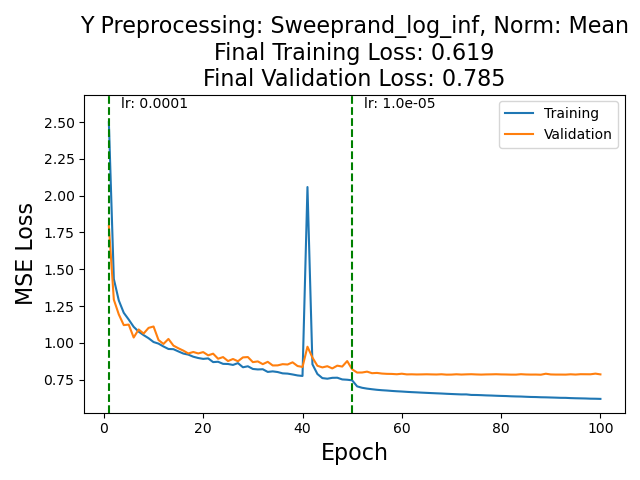 Y Preprocessing: Sweeprand_log_inf, Norm: Mean
Final Training Loss: 0.619
Final Validation Loss: 0.785
lr: 0.0001
lr: 1.0e-05
Training
Validation
MSE Loss
2.50
2.25
2.00
1.75
1.50
1.25
1.00
0.75
0
20
40
60
80
100
Epoch